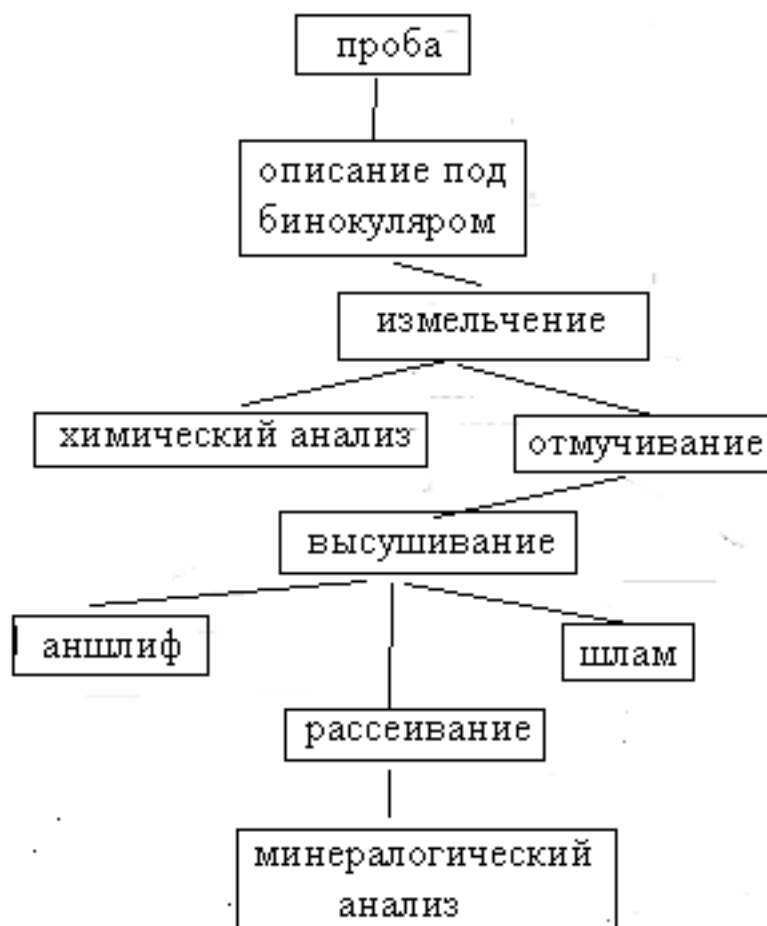 проба
описание под
бинокуляром
измельчение
химический анализ
отмучивание
высушивание
аншлиф
шлам
рассеивание
минералогический
анализ